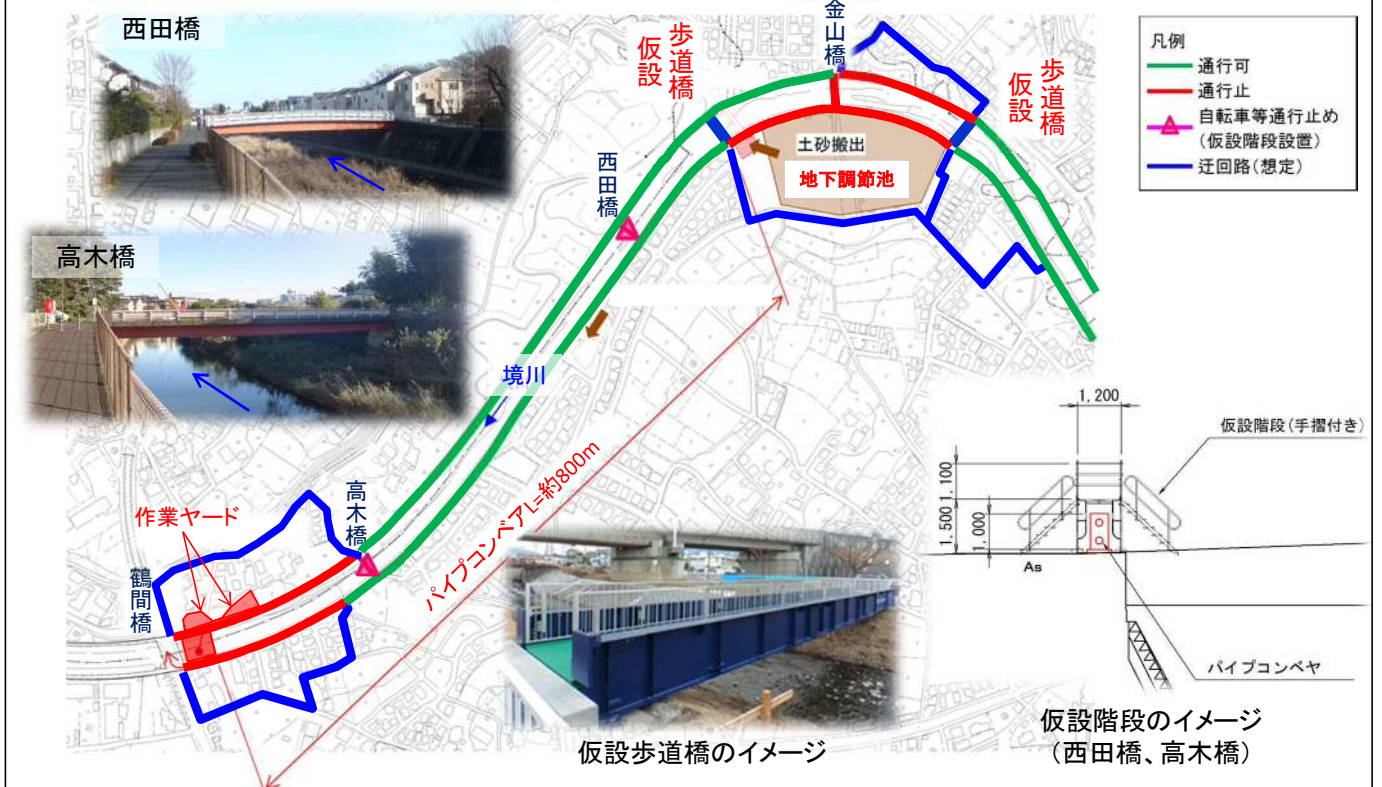 西田橋
高木橋
仮設
歩道橋
金山橋
仮設
歩道橋
凡例
通行可
通行止
自転車等通行止め
(仮設階段設置)
迂回路(想定)
土砂搬出
地下調節池
西田橋
境川
高木橋
作業ヤード
鶴間橋
パイプコンベアL=約800m
1,200
仮設階段(手摺付き)
1,100
1,500
1,000
As
パイプコンベヤ
仮設歩道橋のイメージ
仮設階段のイメージ
(西田橋、高木橋)